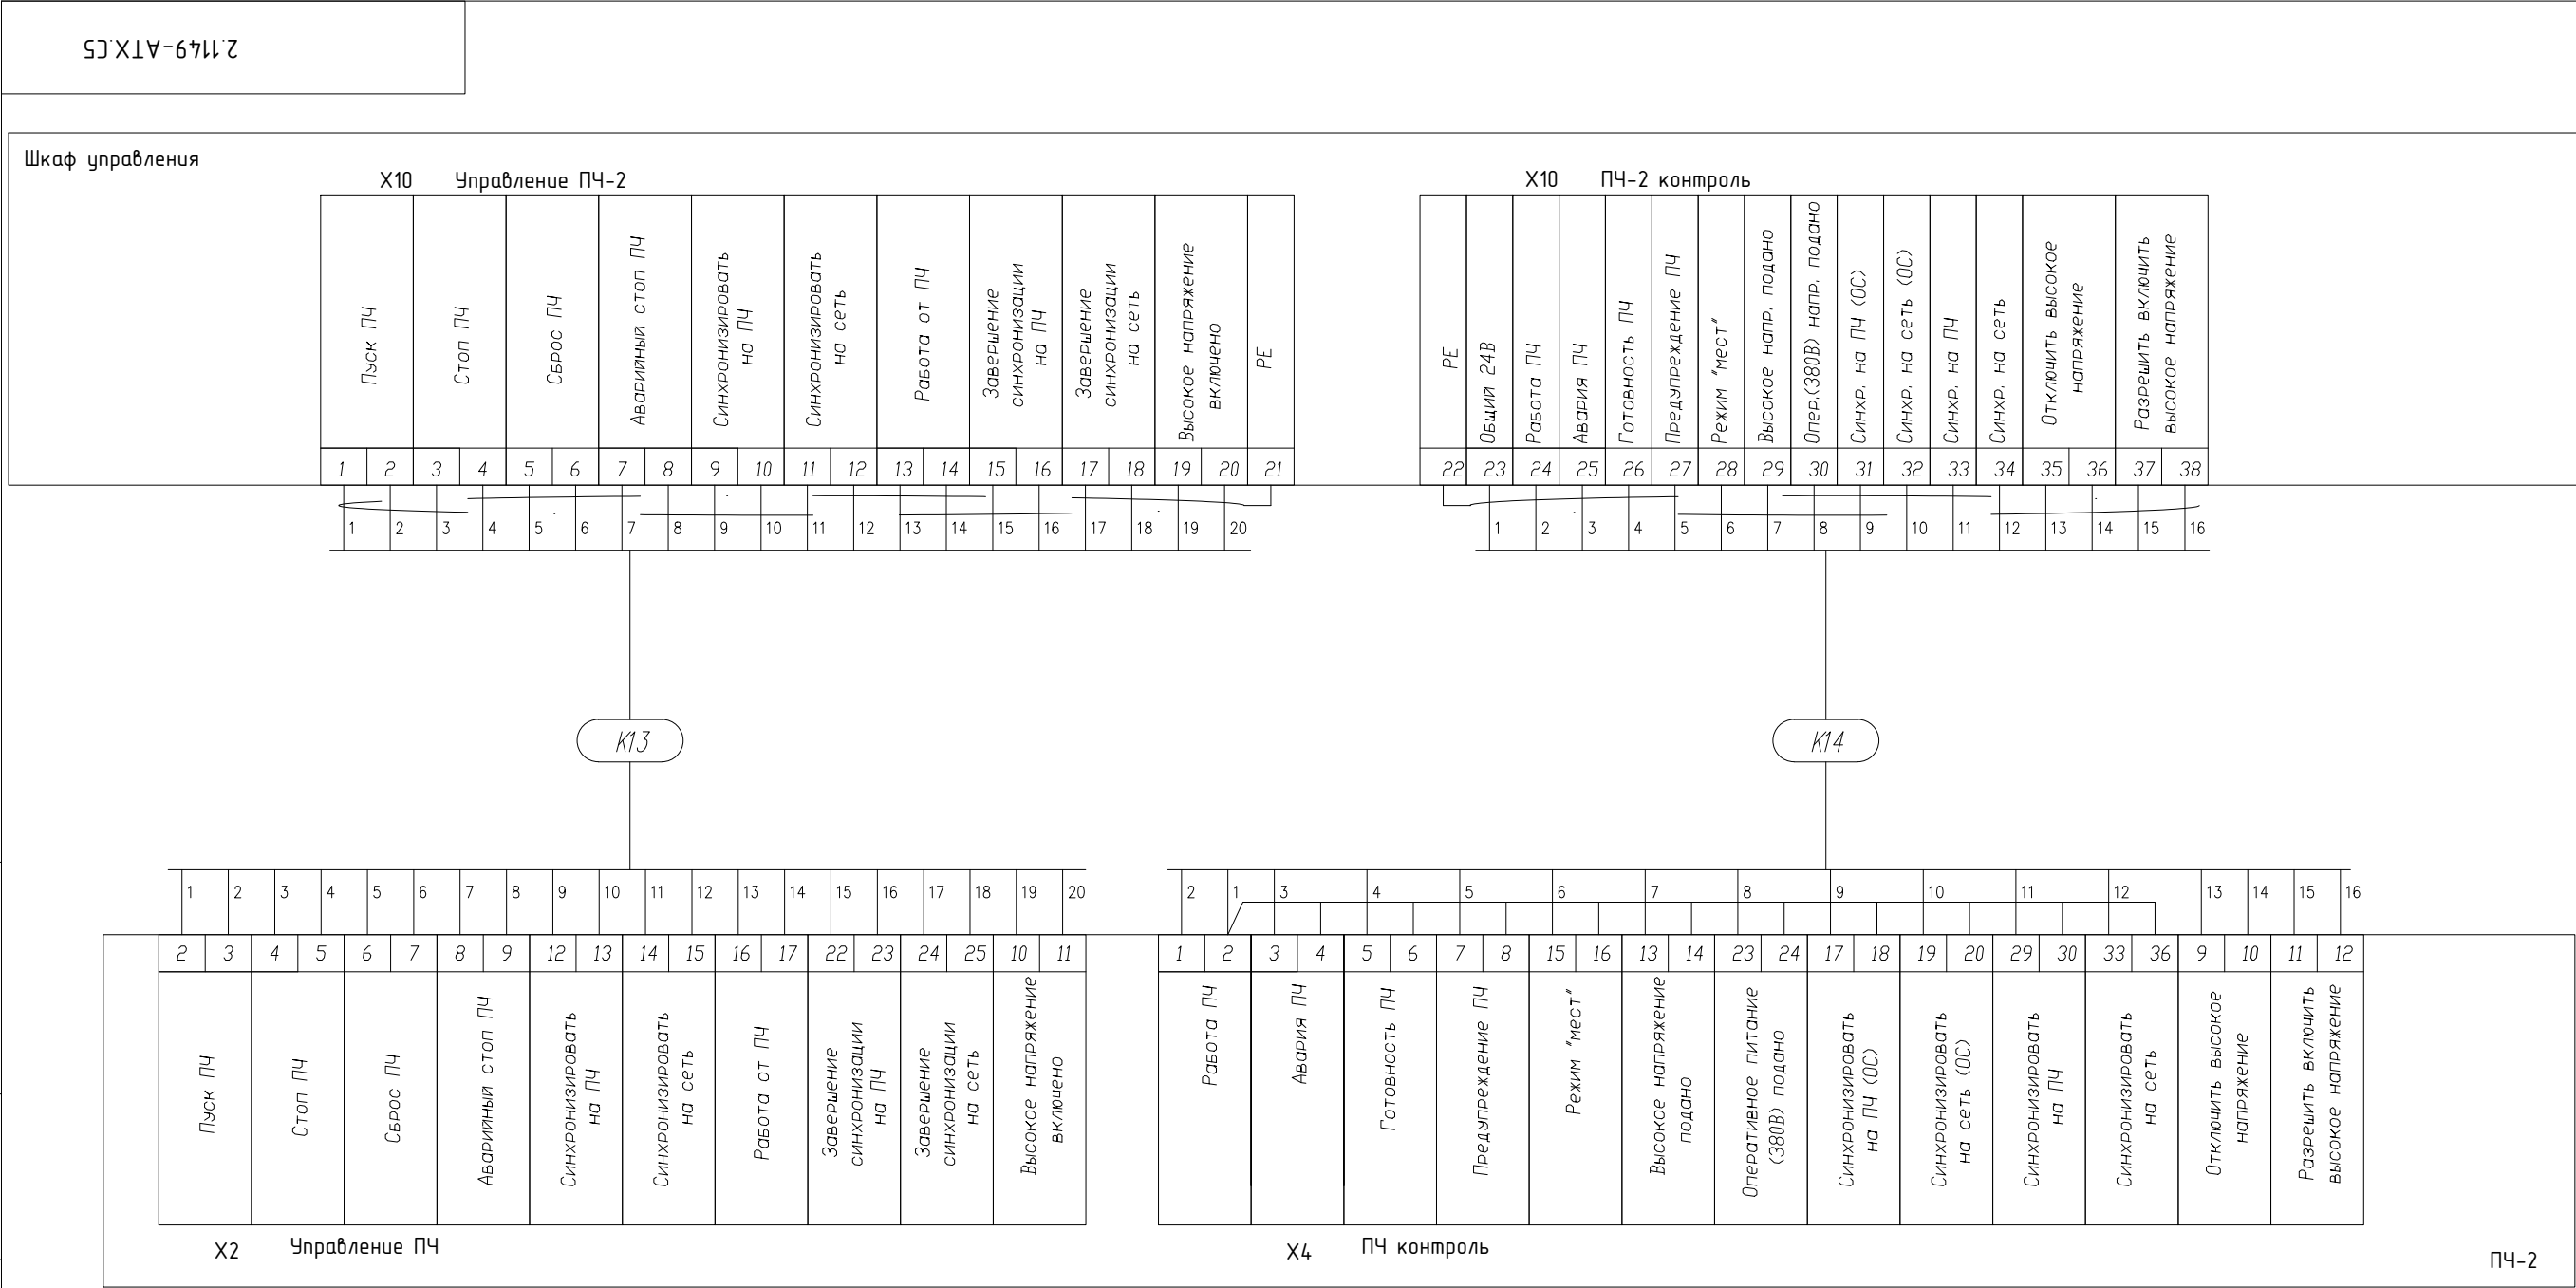 2.1149-АТХ.С5
Шкаф управления
X10 Управление ПЧ-2
X10 ПЧ-2 контроль
Пуск ПЧ
Стоп ПЧ
Сброс ПЧ
Аварийный стоп ПЧ
Синхронизировать
на ПЧ
Синхронизировать
на сеть
Работа от ПЧ
Завершение
синхронизации
на ПЧ
Завершение
синхронизации
на сеть
Высокое напряжение
включено
PE
PE
Общий 24В
Работа ПЧ
Авария ПЧ
Готовность ПЧ
Предупреждение ПЧ
Режим "мест"
Высокое напр. подано
Опер.(380В) напр. подано
Синхр. на ПЧ (ОС)
Синхр. на сеть (ОС)
Синхр. на ПЧ
Синхр. на сеть
Отключить высокое
напряжение
Разрешить включить
высокое напряжение
1 2 3 4 5 6 7 8 9 10 11 12 13 14 15 16 17 18 19 20 21
22 23 24 25 26 27 28 29 30 31 32 33 34 35 36 37 38
1 2 3 4 5 6 7 8 9 10 11 12 13 14 15 16 17 18 19 20
1 2 3 4 5 6 7 8 9 10 11 12 13 14 15 16
К13
К14
1 2 3 4 5 6 7 8 9 10 11 12 13 14 15 16 17 18 19 20
2 1 3 4 5 6 7 8 9 10 11 12 13 14 15 16
2 3 4 5 6 7 8 9 12 13 14 15 16 17 22 23 24 25 10 11
1 2 3 4 5 6 7 8 15 16 13 14 23 24 17 18 19 20 29 30 33 36 9 10 11 12
Пуск ПЧ
Стоп ПЧ
Сброс ПЧ
Аварийный стоп ПЧ
Синхронизировать
на ПЧ
Синхронизировать
на сеть
Работа от ПЧ
Завершение
синхронизации
на ПЧ
Завершение
синхронизации
на сеть
Высокое напряжение
включено
Работа ПЧ
Авария ПЧ
Готовность ПЧ
Предупреждение ПЧ
Режим "мест"
Высокое напряжение
подано
Оперативное питание
(380В) подано
Синхронизировать
на ПЧ (ОС)
Синхронизировать
на сеть (ОС)
Синхронизировать
на ПЧ
Синхронизировать
на сеть
Отключить высокое
напряжение
Разрешить включить
высокое напряжение
X2 Управление ПЧ
X4 ПЧ контроль
ПЧ-2